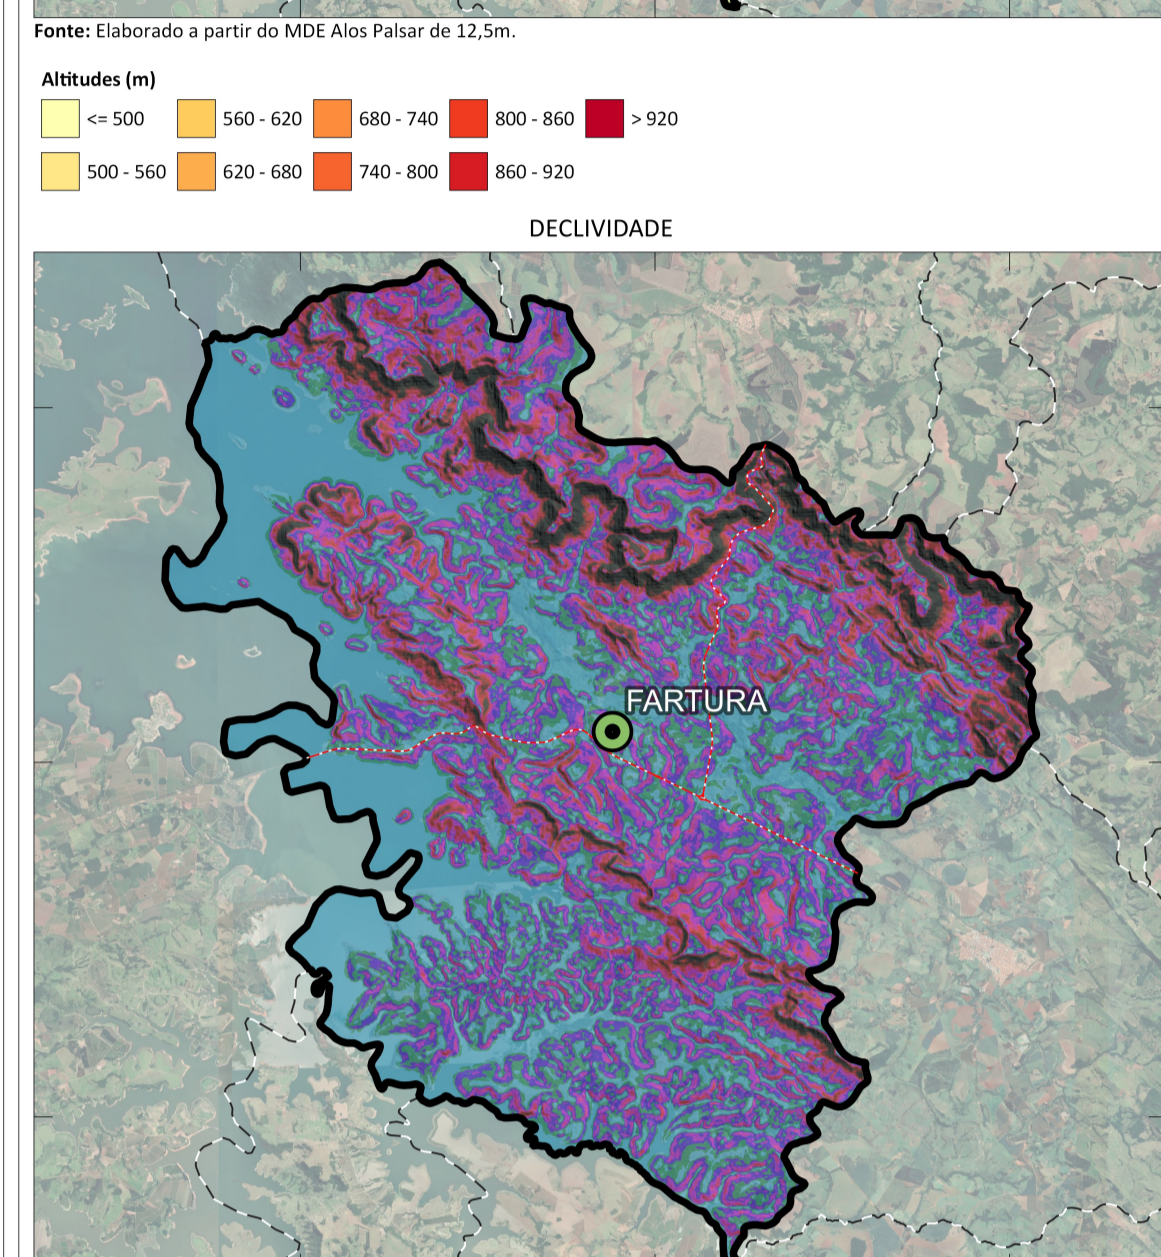 Fonte: Elaborado a partir do MDE Alos Palsar de 12,5m.
Altitudes (m)
<= 500 560 - 620 680 - 740 800 - 860 > 920
500 - 560 620 - 680 740 - 800 860 - 920
DECLIVIDADE
FARTURA